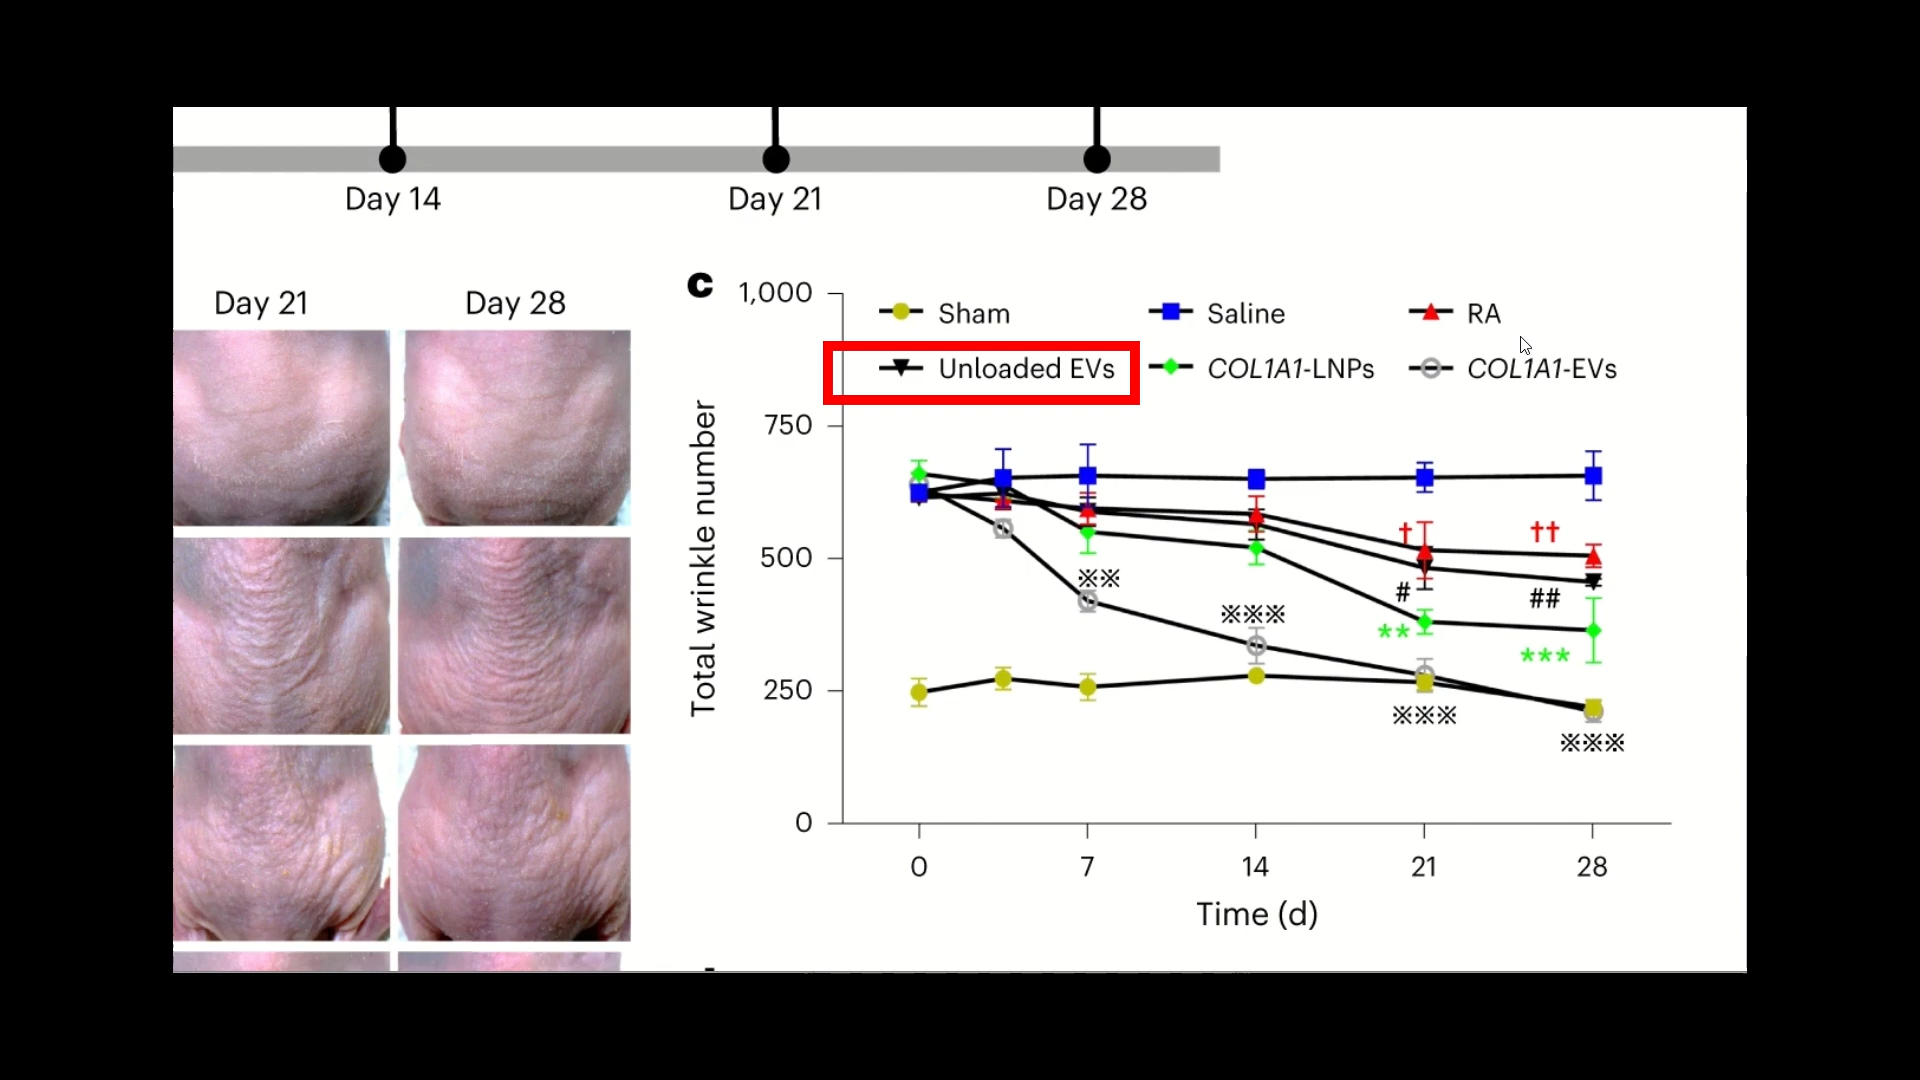 Day 14
Day 21
Day 28
Day 21
Day 28
c
1,000
Sham
Saline
RA
Unloaded EVs
COL1A1-LNPs
COL1A1-EVs
750
500
250
0
Total wrinkle number
†
††
※※
#
##
※※※
**
***
※※※
※※※
0
7
14
21
28
Time (d)